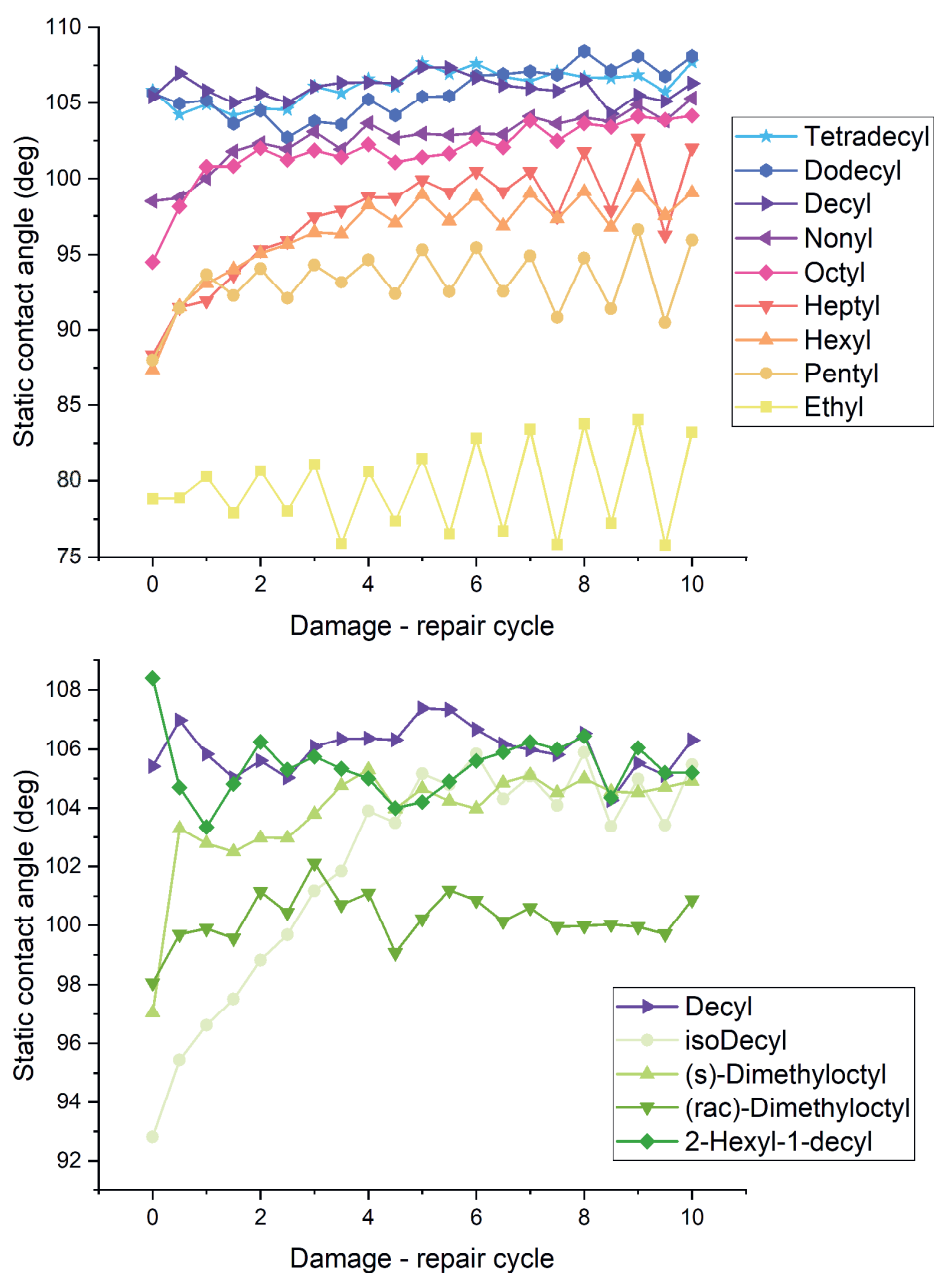 110
105
100
95
90
85
80
75
Static contact angle (deg)
0 2 4 6 8 10
Damage - repair cycle
Tetradecyl
Dodecyl
Decyl
Nonyl
Octyl
Heptyl
Hexyl
Pentyl
Ethyl
108
106
104
102
100
98
96
94
92
Static contact angle (deg)
0 2 4 6 8 10
Damage - repair cycle
Decyl
isoDecyl
(s)-Dimethyloctyl
(rac)-Dimethyloctyl
2-Hexyl-1-decyl